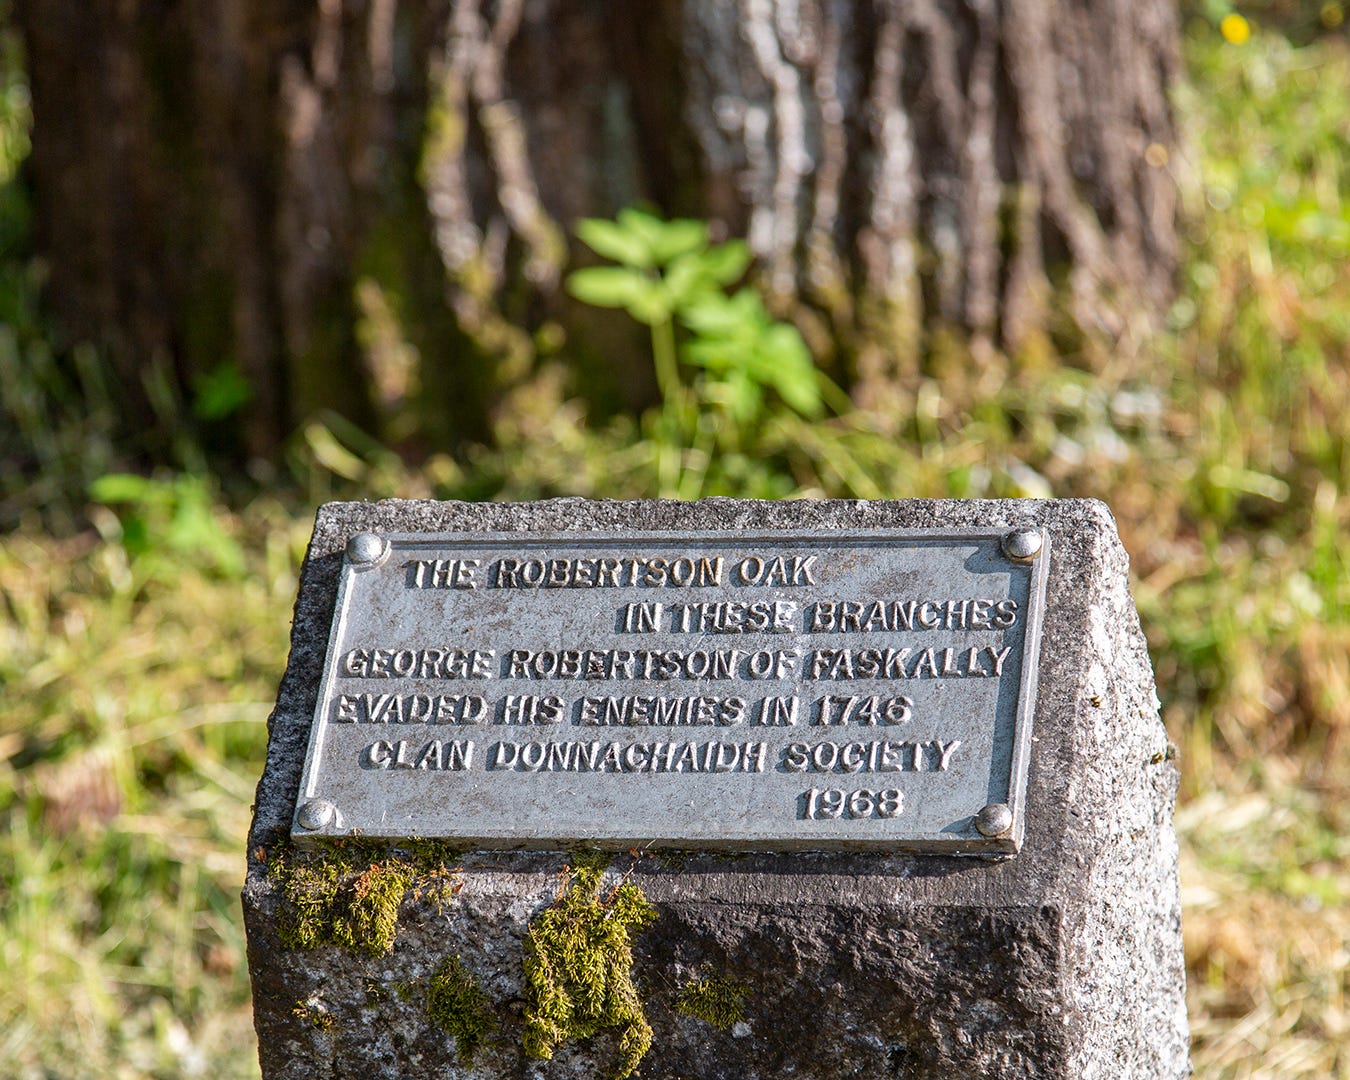 THE ROBERTSON OAK
IN THESE BRANCHES
GEORGE ROBERTSON OF FASKALLY
EVADED HIS ENEMIES IN 1746
CLAN DONNACHAIDH SOCIETY
1968